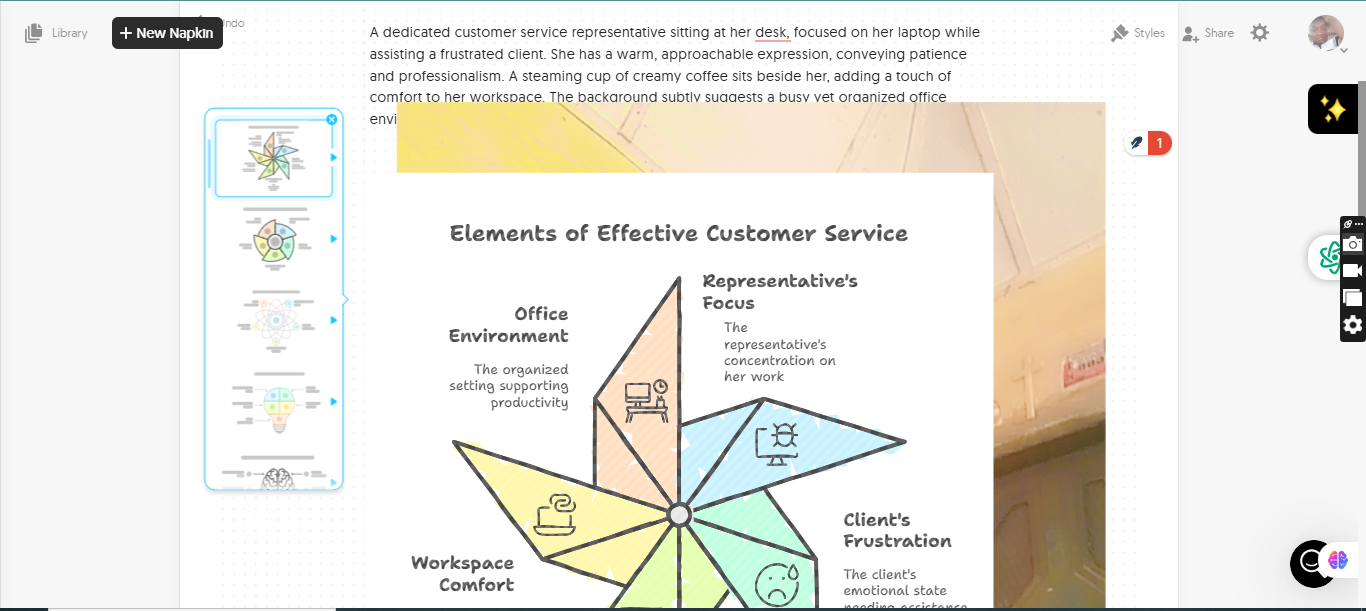 Undo
Library
+ New Napkin
Styles
Share
A dedicated customer service representative sitting at her desk, focused on her laptop while
assisting a frustrated client. She has a warm, approachable expression, conveying patience
and professionalism. A steaming cup of creamy coffee sits beside her, adding a touch of
comfort to her workspace. The background subtly suggests a busy yet organized office
envi
1
Elements of Effective Customer Service
Representative's
Focus
The
representative's
concentration on
her work
Office
Environment
The organized
setting supporting
productivity
Client's
Frustration
The client's
emotional state
needing assistance
Workspace
Comfort